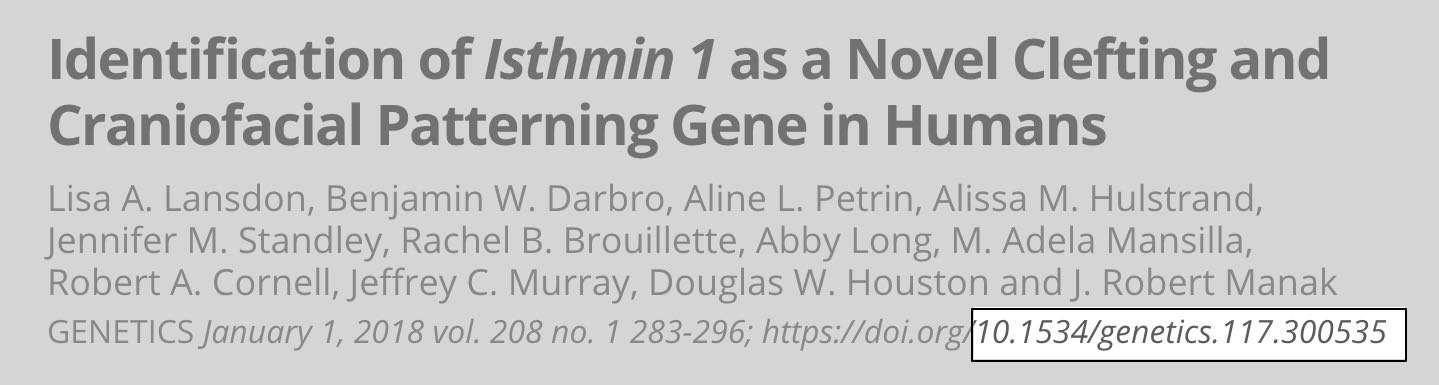 Identification of Isthmin 1 as a Novel Clefting and
Craniofacial Patterning Gene in Humans
Lisa A. Lansdon, Benjamin W. Darbro, Aline L. Petrin, Alissa M. Hulstrand,
Jennifer M. Standley, Rachel B. Brouillette, Abby Long, M. Adela Mansilla,
Robert A. Cornell, Jeffrey C. Murray, Douglas W. Houston and J. Robert Manak
GENETICS January 1, 2018 vol. 208 no. 1 283-296; https://doi.org/10.1534/genetics.117.300535